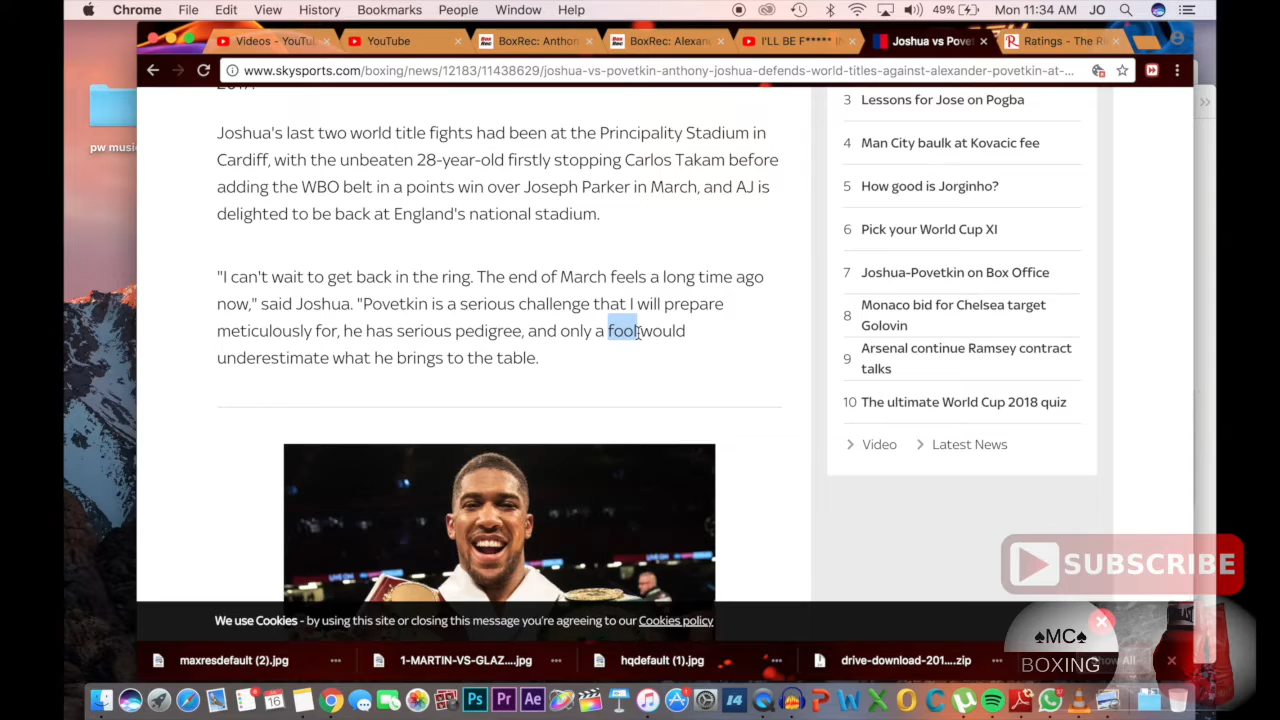 Chrome File Edit View History Bookmarks People Window Help 49% Mon 11:34 AM JO
Videos - YouTu
YouTube
BoxRec: Anthon
BoxRec: Alexan
I'LL BE F***** IN
Joshua vs Povet
Ratings - The Ri
www.skysports.com/boxing/news/12183/11438629/joshua-vs-povetkin-anthony-joshua-defends-world-titles-against-alexander-povetkin-at-...
pw music
2017.
Joshua's last two world title fights had been at the Principality Stadium in
Cardiff, with the unbeaten 28-year-old firstly stopping Carlos Takam before
adding the WBO belt in a points win over Joseph Parker in March, and AJ is
delighted to be back at England's national stadium.
"I can't wait to get back in the ring. The end of March feels a long time ago
now," said Joshua. "Povetkin is a serious challenge that I will prepare
meticulously for, he has serious pedigree, and only a fool would
underestimate what he brings to the table.
3 Lessons for Jose on Pogba
4 Man City baulk at Kovacic fee
5 How good is Jorginho?
6 Pick your World Cup XI
7 Joshua-Povetkin on Box Office
8 Monaco bid for Chelsea target
Golovin
9 Arsenal continue Ramsey contract
talks
10 The ultimate World Cup 2018 quiz
Video Latest News
SUBSCRIBE
We use Cookies - by using this site or closing this message you're agreeing to our Cookies policy
♠MC♠
BOXING
maxresdefault (2).jpg
1-MARTIN-VS-GLAZ....jpg
hqdefault (1).jpg
drive-download-201....zip
Show All
16
Ps
Pr
Ae
14